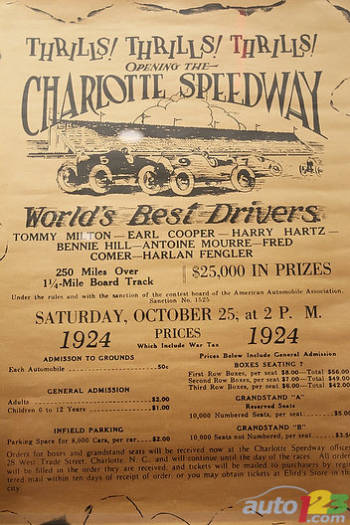 THRILLS! THRILLS! THRILLS!
OPENING THE
CHARLOTTE SPEEDWAY
World's Best Drivers
TOMMY MILTON — EARL COOPER — HARRY HARTZ —
BENNIE HILL — ANTOINE MOURRE — FRED
COMER — HARLAN FENGLER
250 Miles Over
1¼-Mile Board Track
$25,000 IN PRIZES
Under the rules and with the sanction of the contest board of the American Automobile Association.
Sanction No. 1525
SATURDAY, OCTOBER 25, at 2 P. M.
1924
PRICES
Which Include War Tax
1924
ADMISSON TO GROUNDS
Each Automobile 50c
GENERAL ADMISSION
Adults $2.00
Children 6 to 12 Years $1.00
INFIELD PARKING
Parking Space for 8,000 Cars, per car $2.00
Prices Below Include General Admission
BOXES SEATING 7
First Row Boxes, per seat $8.00—Total $56.00
Second Row Boxes, per seat $7.00—Total $49.00
Third Row Boxes, per seat $6.00—Total $42.00
GRANDSTAND "A"
Reserved Seats
10,000 Numbered Seats, per seat $5.00
GRANDSTAND "B"
10,000 Seats not Numbered, per seat $3.50
Orders for boxes and grandstand seats will be received now at the Charlotte Speedway offices
28 West Trade Street, Charlotte, N. C., and will continue until the day of the races. All orders
will be filled as the order they are received, and tickets will be mailed to purchasers by regis-
tered mail within ten days of receipt of order, or you may obtain tickets at Efird's Store in the
city.
auto123.com